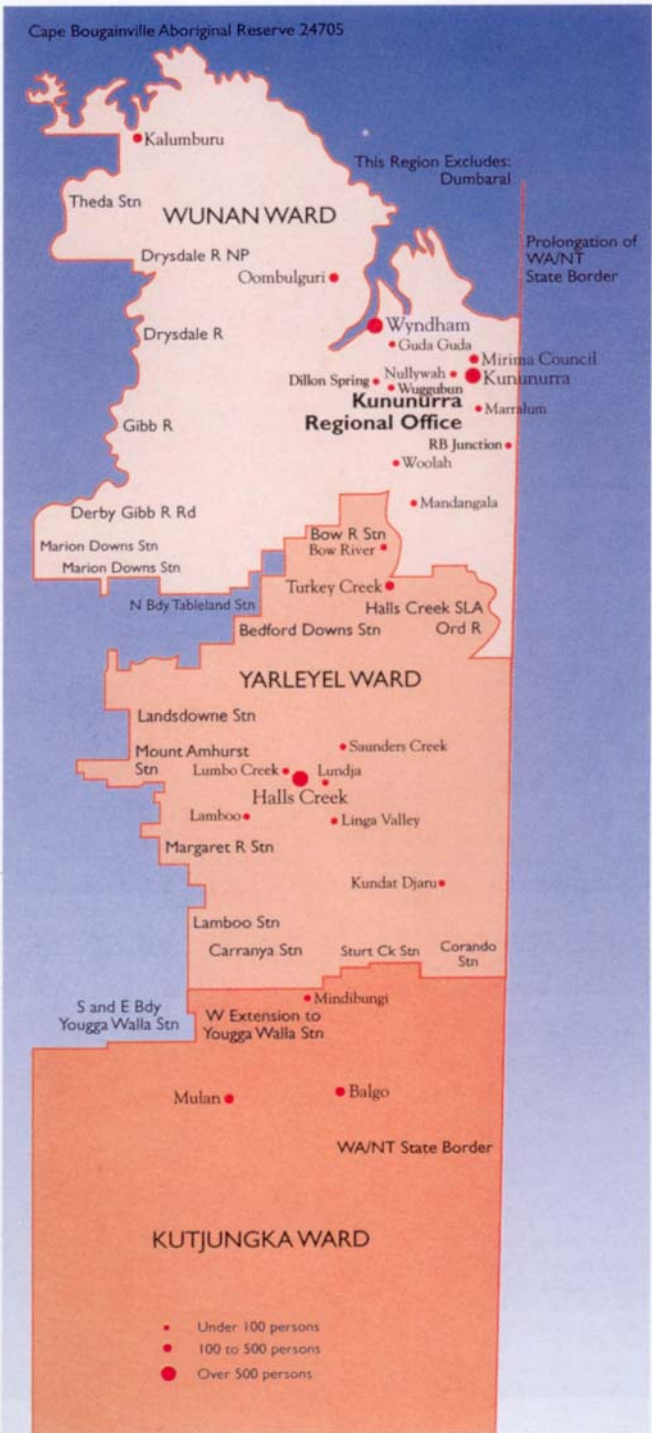 Cape Bougainville Aboriginal Reserve 24705
Kalumburu
This Region Excludes:
Dumbaral
Theda Stn
WUNAN WARD
Prolongation of
WA/NT
State Border
Drysdale R NP
Oombulguri
Wyndham
Drysdale R
Guda Guda
Mirima Council
Nullywah
Kununurra
Dillon Spring
Wuggubun
Kununurra
Regional Office
Marralum
Gibb R
RB Junction
Woolah
Mandangala
Derby Gibb R Rd
Bow R Stn
Marion Downs Stn
Bow River
Marion Downs Stn
Turkey Creek
N Bdy Tableland Stn
Halls Creek SLA
Bedford Downs Stn
Ord R
YARLEYEL WARD
Landsdowne Stn
Saunders Creek
Mount Amhurst
Stn
Lumbo Creek
Lundja
Halls Creek
Lamboo
Linga Valley
Margaret R Stn
Kundat Djaru
Lamboo Stn
Carranya Stn
Sturt Ck Stn
Corando
Stn
Mindibungi
S and E Bdy
Yougga Walla Stn
W Extension to
Yougga Walla Stn
Mulan
Balgo
WA/NT State Border
KUTJUNGKA WARD
Under 100 persons
100 to 500 persons
Over 500 persons